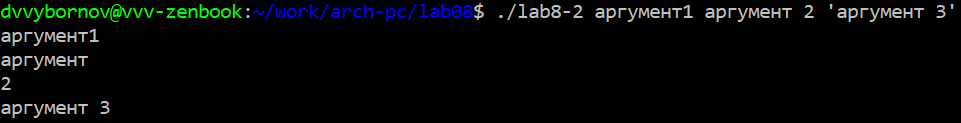 dvvybornov@vvv-zenbook:~/work/arch-pc/lab08$ ./lab8-2 аргумент1 аргумент 2 'аргумент 3'
аргумент1
аргумент
2
аргумент 3